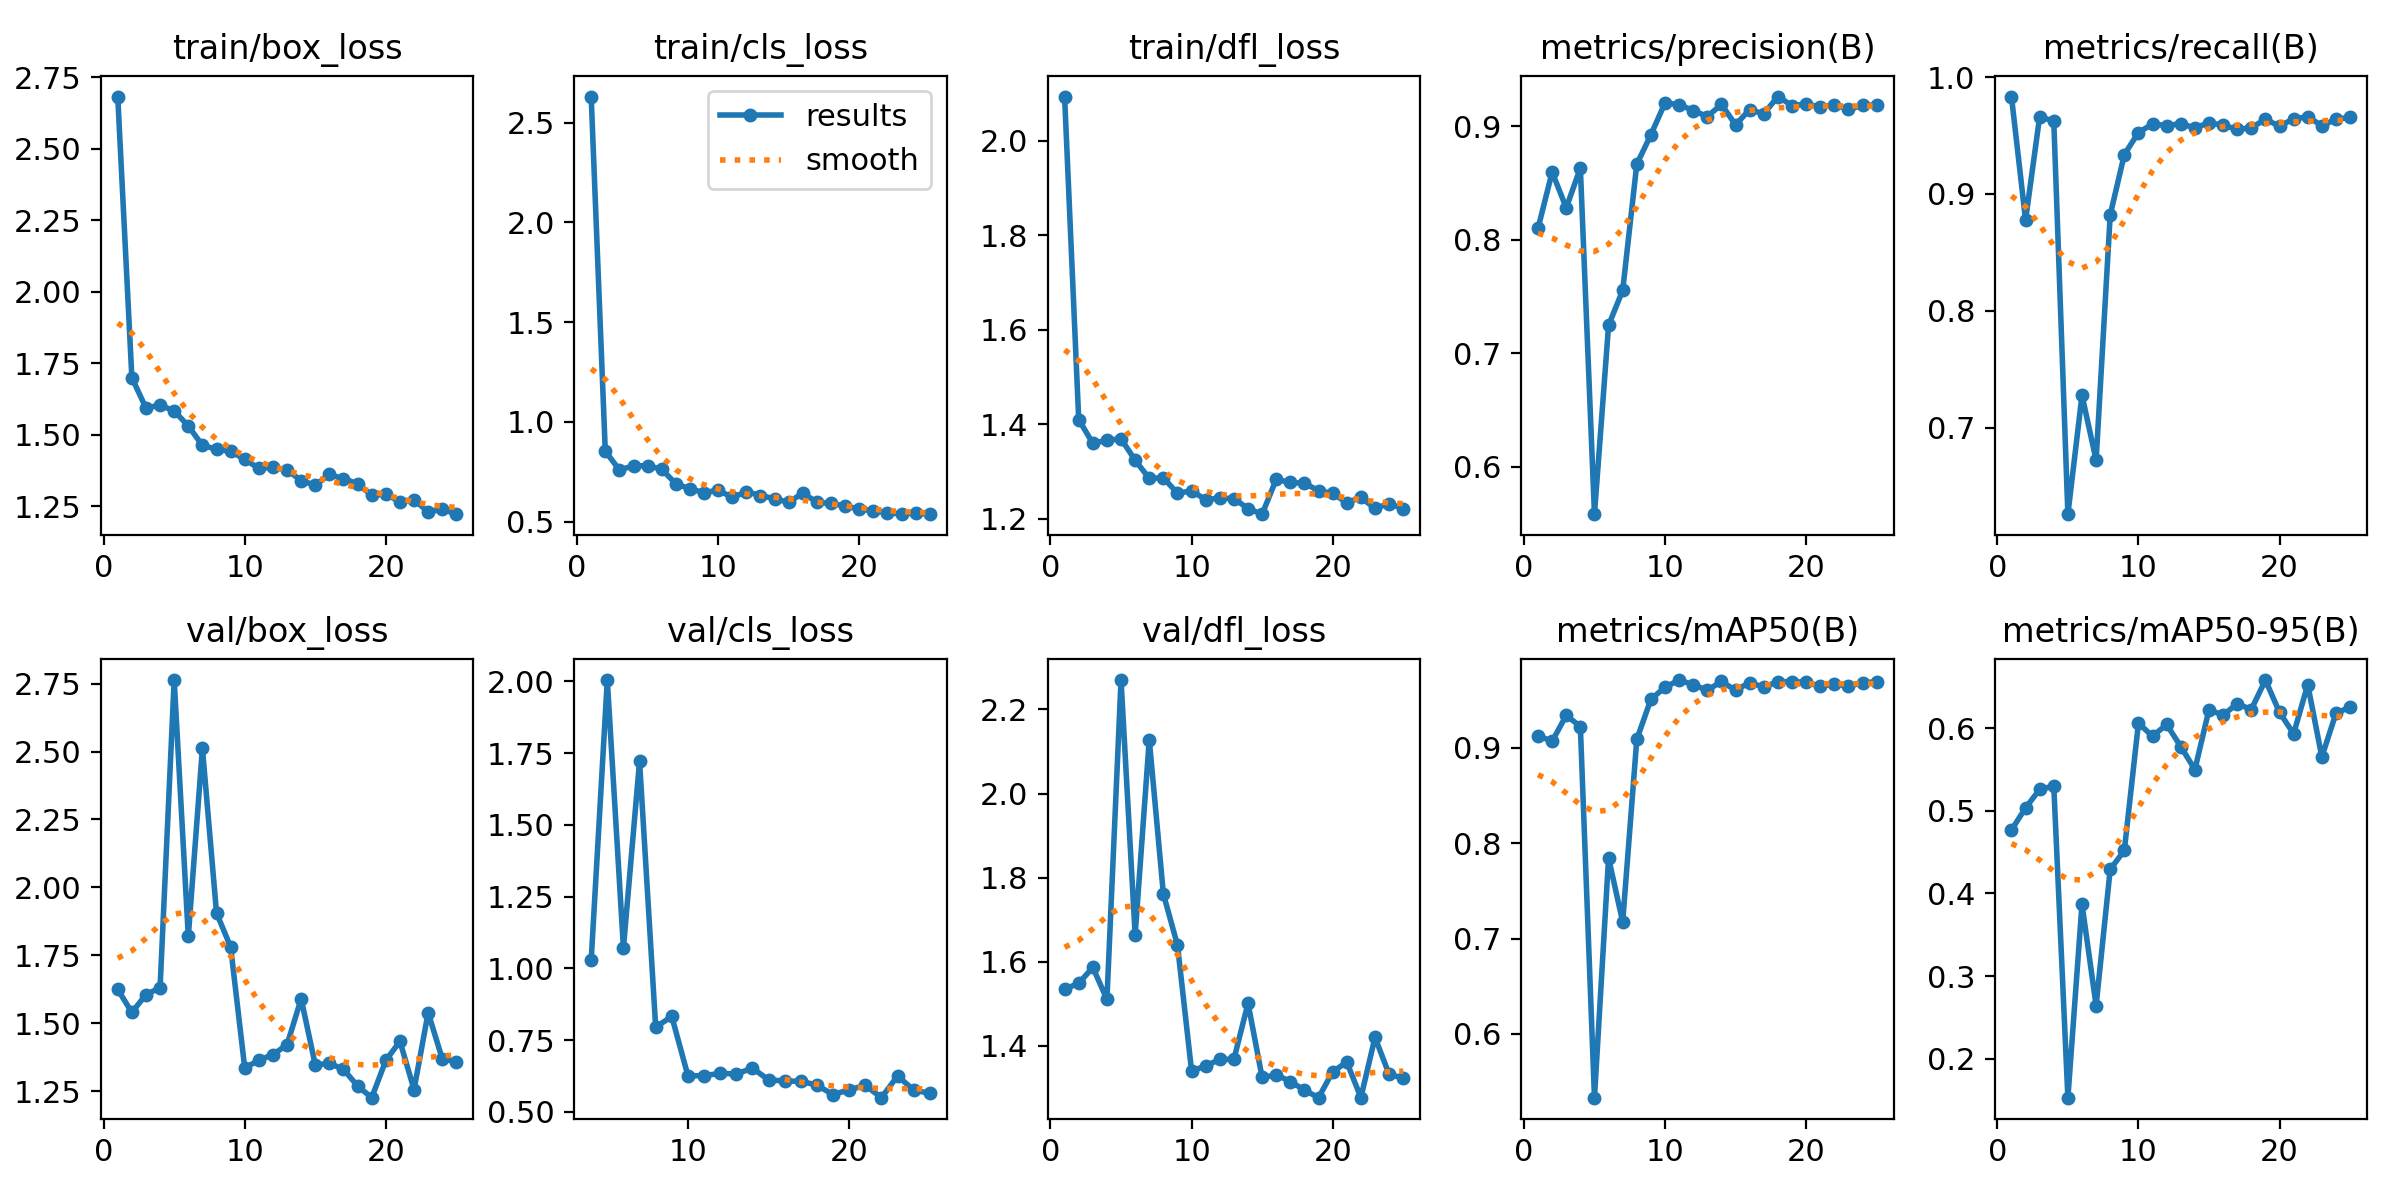 train/box_loss
2.75
2.50
2.25
2.00
1.75
1.50
1.25
0 10 20
train/cls_loss
results
smooth
2.5
2.0
1.5
1.0
0.5
0 10 20
train/dfl_loss
2.0
1.8
1.6
1.4
1.2
0 10 20
metrics/precision(B)
0.9
0.8
0.7
0.6
0 10 20
metrics/recall(B)
1.0
0.9
0.8
0.7
0 10 20
val/box_loss
2.75
2.50
2.25
2.00
1.75
1.50
1.25
0 10 20
val/cls_loss
2.00
1.75
1.50
1.25
1.00
0.75
0.50
10 20
val/dfl_loss
2.2
2.0
1.8
1.6
1.4
0 10 20
metrics/mAP50(B)
0.9
0.8
0.7
0.6
0 10 20
metrics/mAP50-95(B)
0.6
0.5
0.4
0.3
0.2
0 10 20